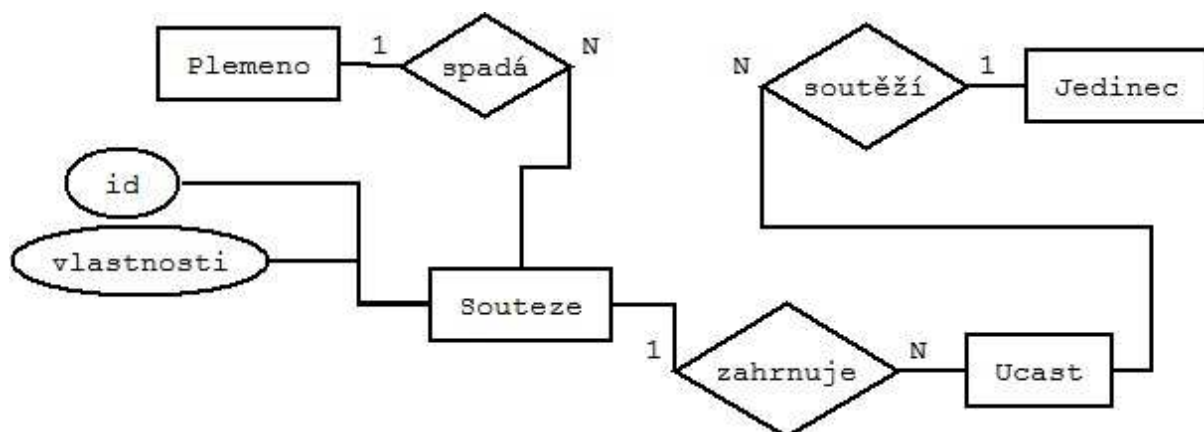 Plemeno
1
spadá
N
N
soutěží
1
Jedinec
id
vlastnosti
Souteze
1
zahrnuje
N
Ucast